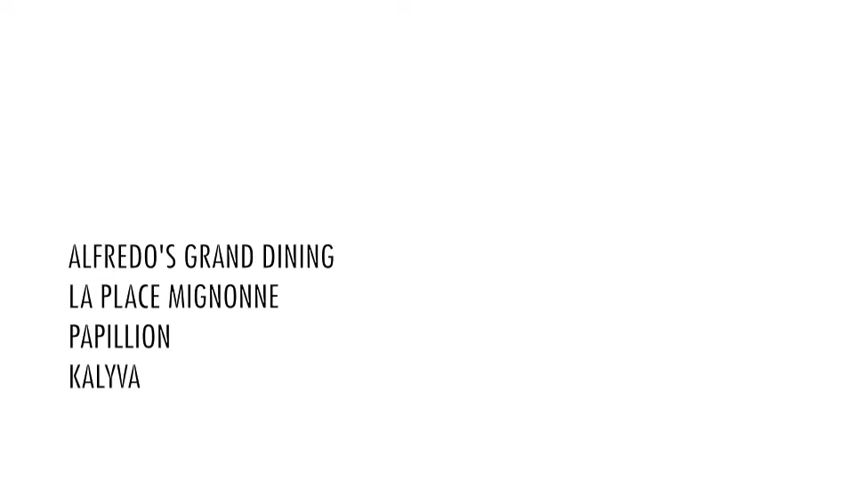 ALFREDO'S GRAND DINING
LA PLACE MIGNONNE
PAPILLION
KALYVA